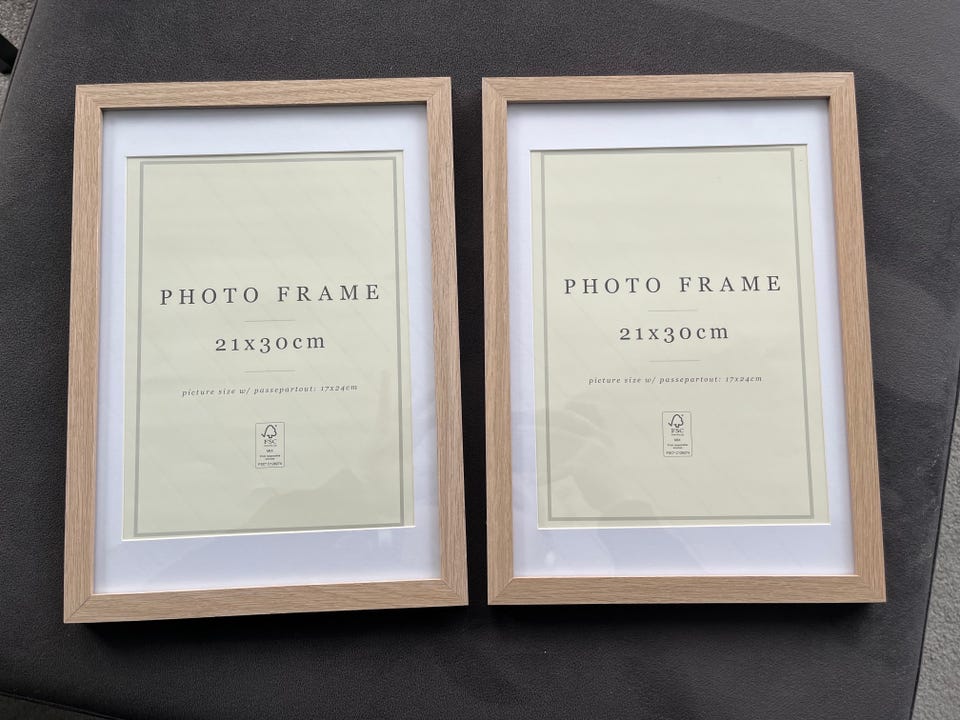 PHOTO FRAME
21x30cm
picture size w/ passepartout: 17x24cm
FSC
PHOTO FRAME
21x30cm
picture size w/ passepartout: 17x24cm
FSC